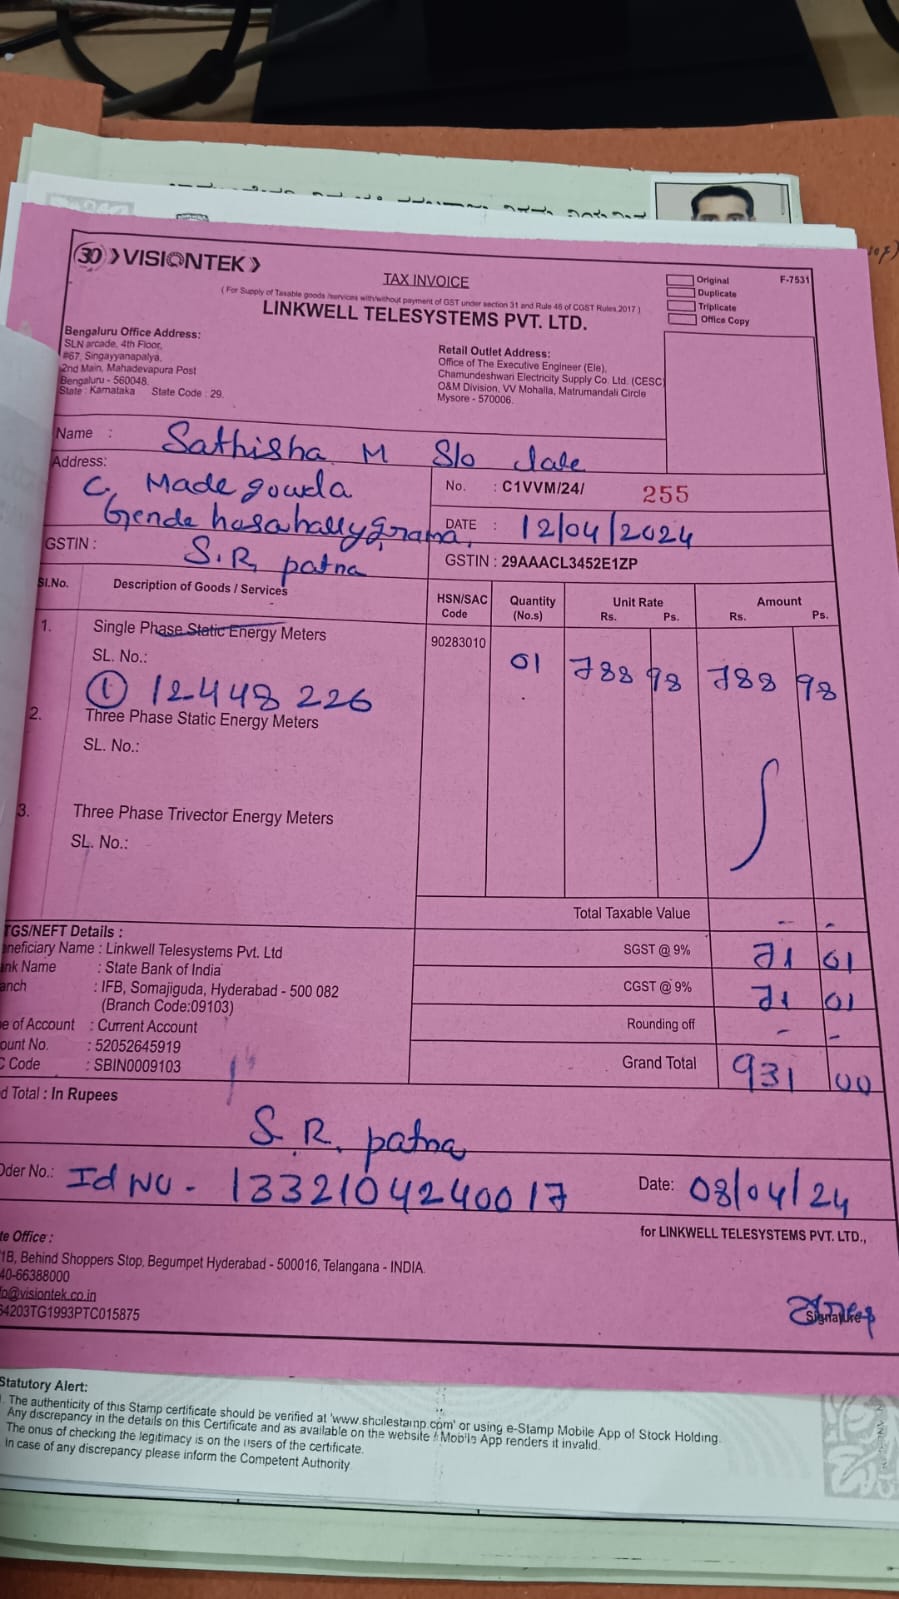 30 VISIONTEK
TAX INVOICE
( For Supply of Taxable goods /services with/without payment of GST under section 31 and Rule 46 of CGST Rules 2017 )
LINKWELL TELESYSTEMS PVT. LTD.
Original
Duplicate
Triplicate
Office Copy
F-7531
Bengaluru Office Address:
SLN arcade, 4th Floor,
#67, Singayyanapalya,
2nd Main, Mahadevapura Post
Bengaluru - 560048.
State : Karnataka State Code : 29.
Retail Outlet Address:
Office of The Executive Engineer (Ele),
Chamundeshwari Electricity Supply Co. Ltd. (CESC)
O&M Division, VV Mohalla, Matrumandali Circle
Mysore - 570006.
Name : Sathisha M S/o late
Address: C, Made gowda
Gende hosahally grama,
S.R, patna
No. : C1VVM/24/ 255
DATE : 12/04/2024
GSTIN :
GSTIN : 29AAACL3452E1ZP
Sl.No. Description of Goods / Services HSN/SAC Code Quantity (No.s) Unit Rate Rs. Ps. Amount Rs. Ps.
1. Single Phase Static Energy Meters 90283010 01 788 98 788 98
SL. No.:
① 12448226
2. Three Phase Static Energy Meters
SL. No.:
3. Three Phase Trivector Energy Meters
SL. No.:
Total Taxable Value - -
TGS/NEFT Details :
neficiary Name : Linkwell Telesystems Pvt. Ltd
SGST @ 9% 71 01
nk Name : State Bank of India
anch : IFB, Somajiguda, Hyderabad - 500 082
(Branch Code:09103)
CGST @ 9% 71 01
e of Account : Current Account
Rounding off - -
ount No. : 52052645919
C Code : SBIN0009103
Grand Total 931 00
d Total : In Rupees
S.R. patna
Oder No.: Id NO - 1332104240017 Date: 08/04/24
te Office :
for LINKWELL TELESYSTEMS PVT. LTD.,
1B, Behind Shoppers Stop, Begumpet Hyderabad - 500016, Telangana - INDIA.
40-66388000
fo@visiontek.co.in
64203TG1993PTC015875
Signature
Statutory Alert:
The authenticity of this Stamp certificate should be verified at 'www.shcilestamp.com' or using e-Stamp Mobile App of Stock Holding.
Any discrepancy in the details on this Certificate and as available on the website / Mobile App renders it invalid.
The onus of checking the legitimacy is on the users of the certificate.
In case of any discrepancy please inform the Competent Authority